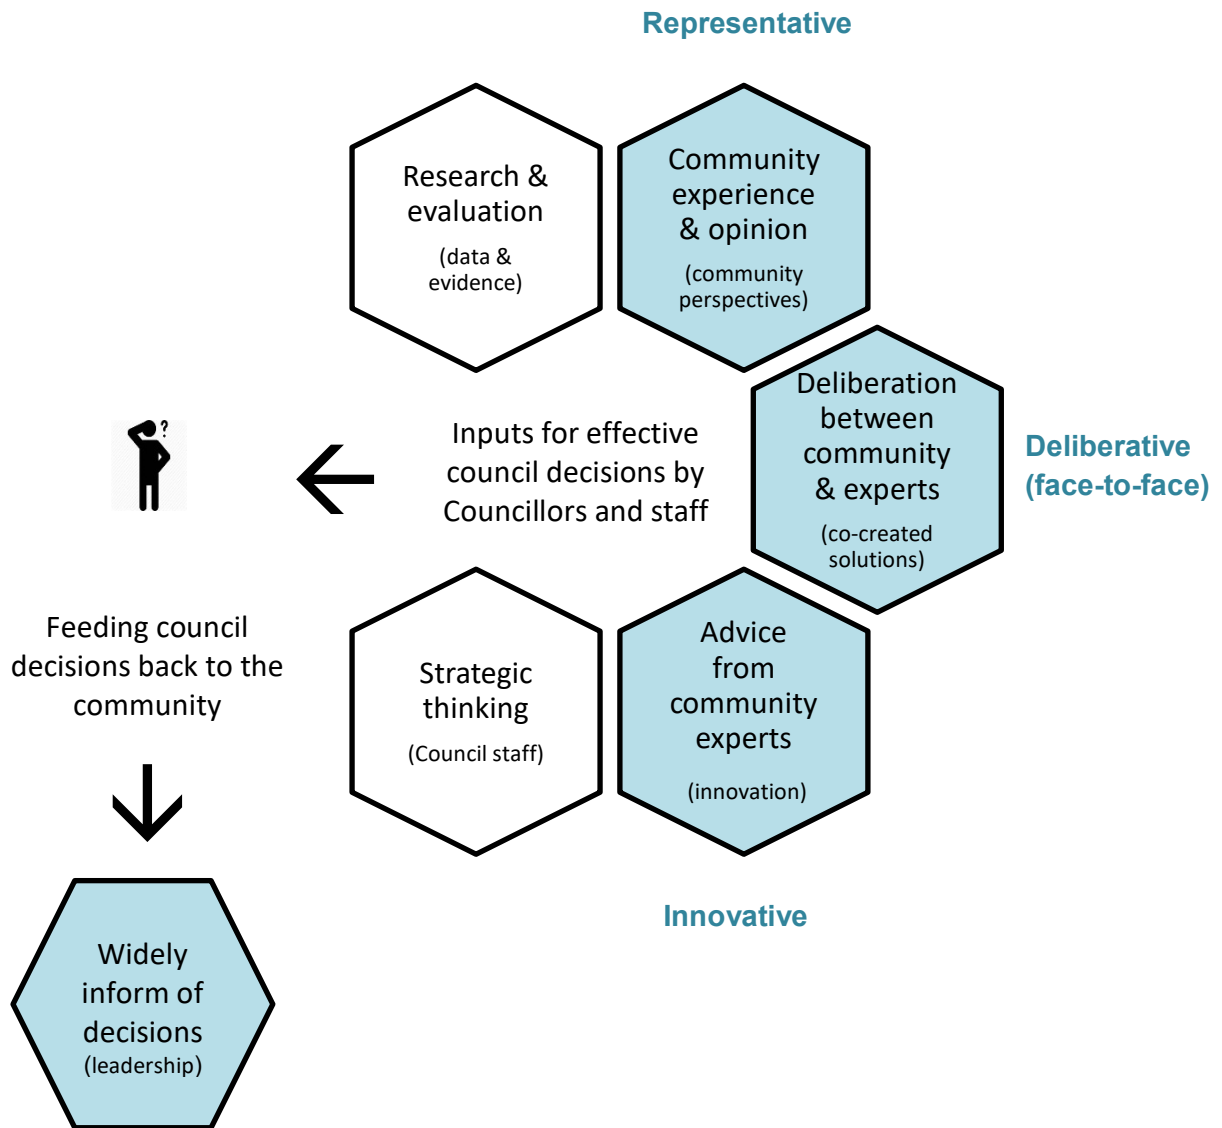 Representative
Research &
evaluation
(data &
evidence)
Community
experience
& opinion
(community
perspectives)
Deliberation
between
community
& experts
(co-created
solutions)
Deliberative
(face-to-face)
?
Inputs for effective
council decisions by
Councillors and staff
Feeding council
decisions back to the
community
Strategic
thinking
(Council staff)
Advice
from
community
experts
(innovation)
Innovative
Widely
inform of
decisions
(leadership)